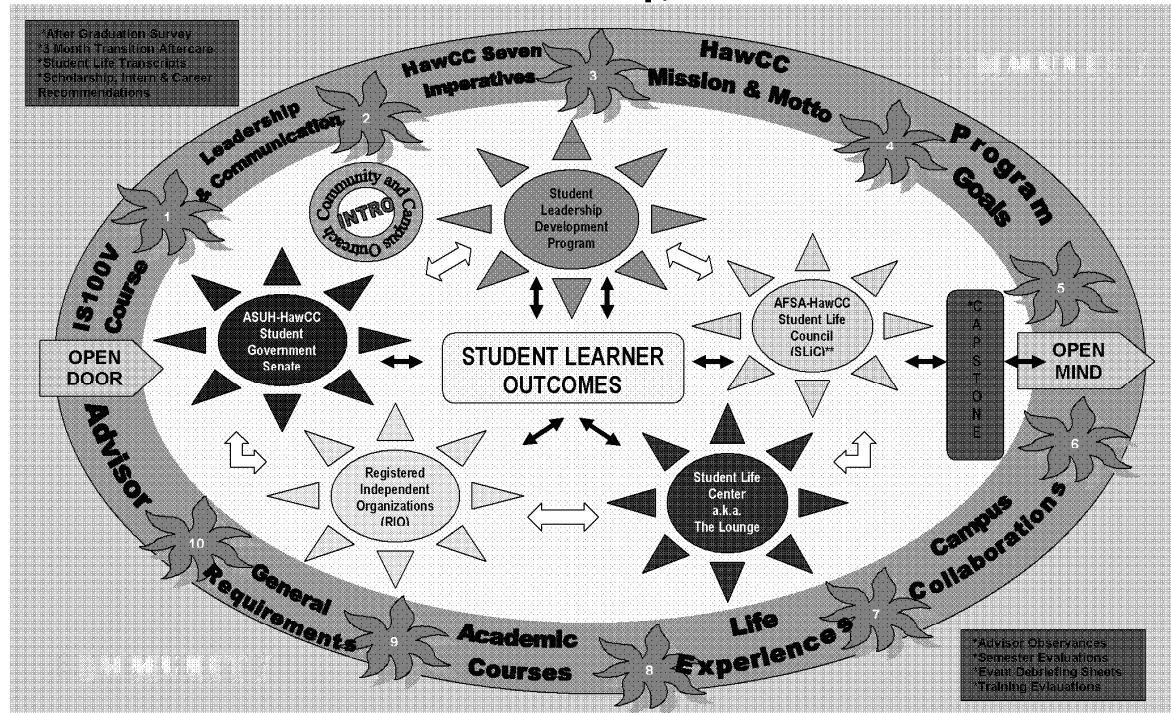 *After Graduation Survey
*3 Month Transition Aftercare
*Student Life Transcripts
*Scholarship, Intern & Career
Recommendations
Is100V
Course
1
Leadership
& Communication
2
HawCC Seven
Imperatives
3
HawCC
Mission & Motto
4
Program
Goals
5
Community and
Campus Outreach
INTRO
Student
Leadership
Development
Program
ASUH-HawCC
Student
Government
Senate
AFSA-HawCC
Student Life
Council
(SLiC)**
*CAPSTONE
OPEN
DOOR
STUDENT LEARNER
OUTCOMES
OPEN
MIND
Registered
Independent
Organizations
(RIO)
Student Life
Center
a.k.a.
The Lounge
6
Campus
Collaborations
7
Life
Experiences
8
Academic
Courses
9
General
Requirements
10
Advisor
*Advisor Observances
*Semester Evaluations
*Event Debriefing Sheets
*Training Evlauations